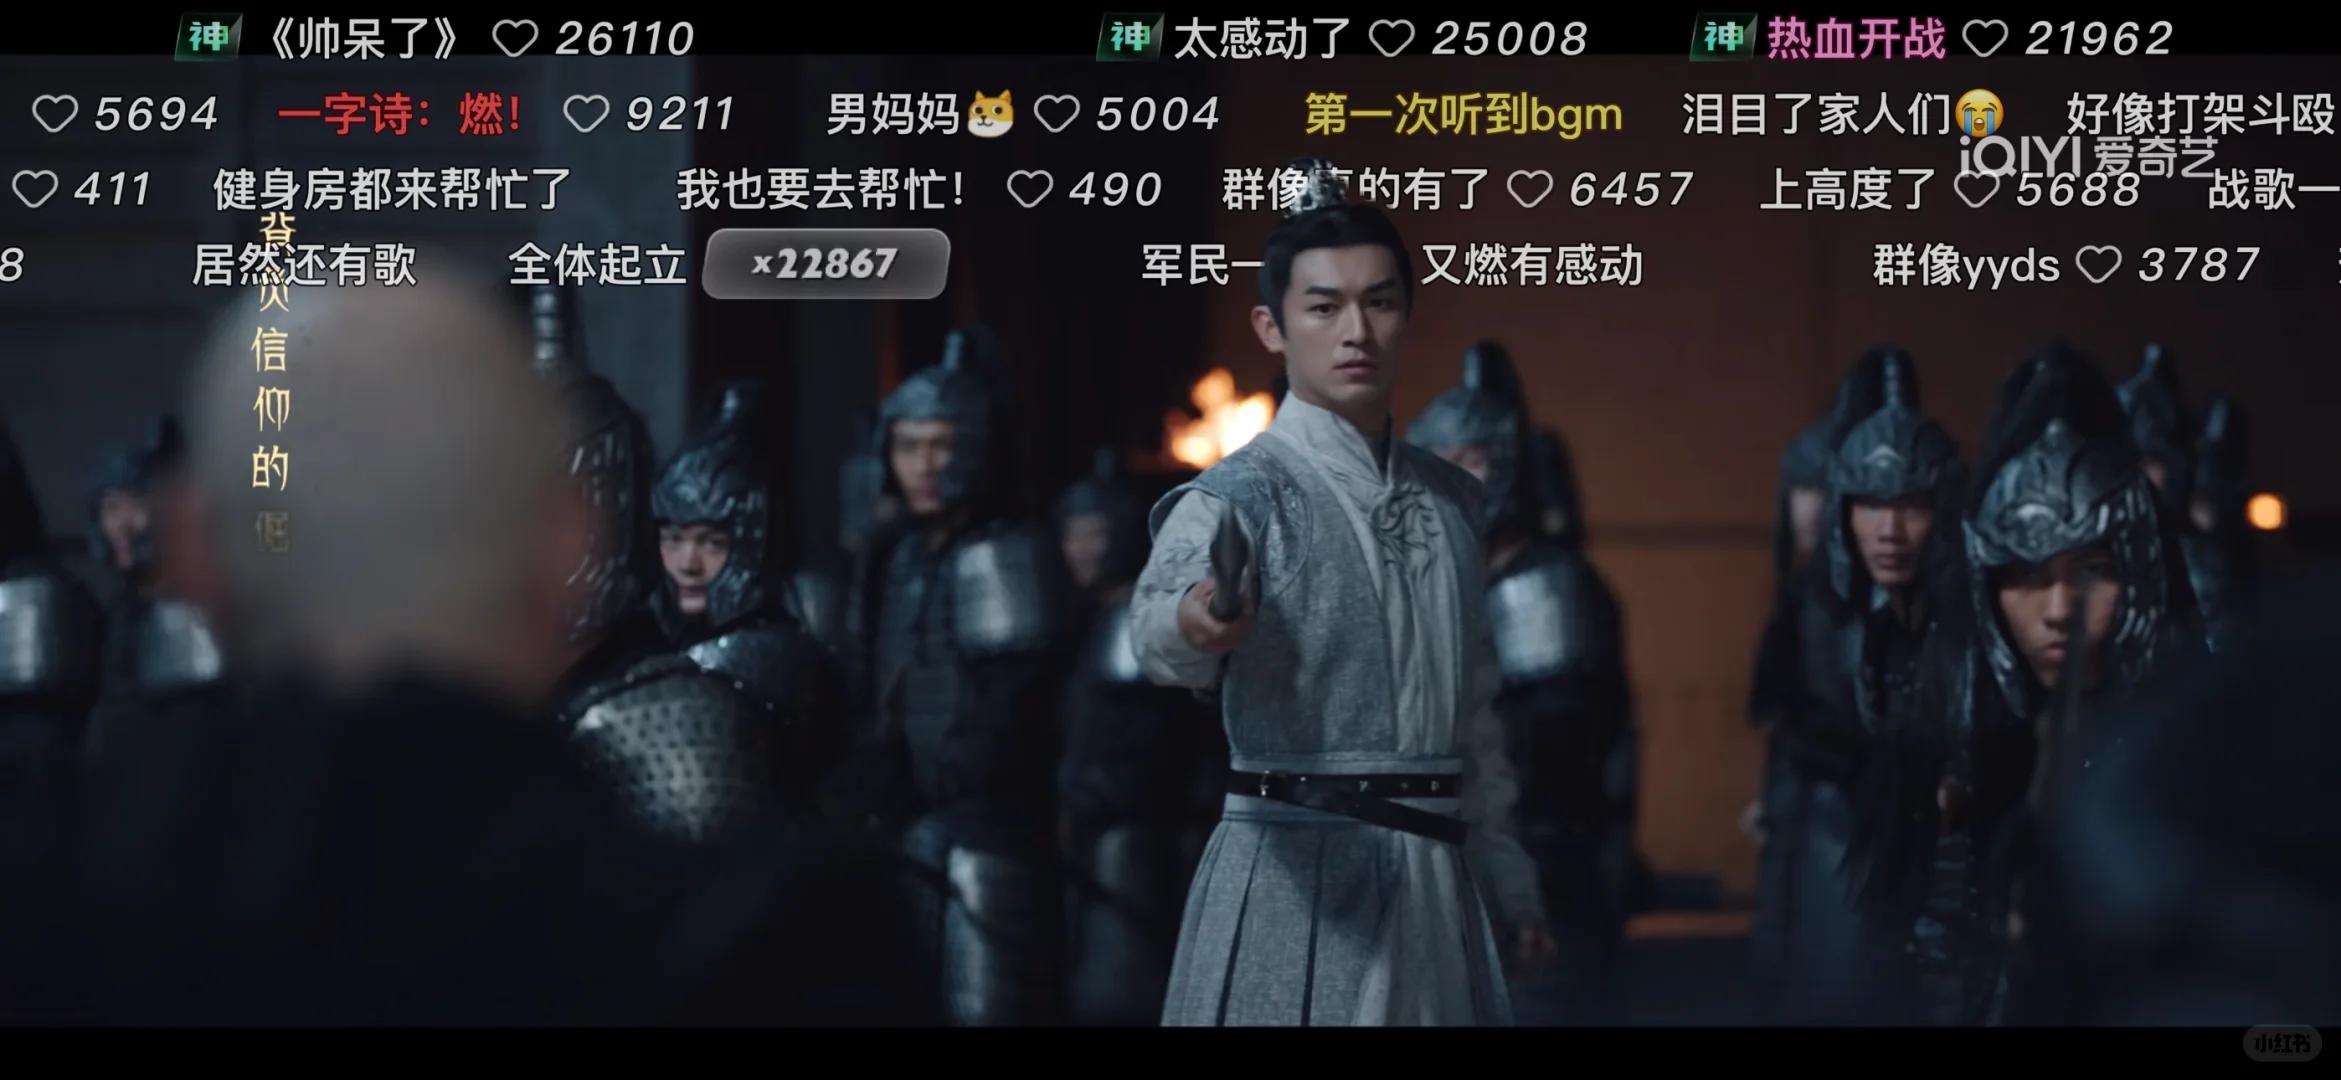 神 《帅呆了》 ♡ 26110 神 太感动了 ♡ 25008 神 热血开战 ♡ 21962
♡ 5694 一字诗：燃！ ♡ 9211 男妈妈 ♡ 5004 第一次听到bgm 泪目了家人们😭 好像打架斗殴
iQIYI 爱奇艺
♡ 411 健身房都来帮忙了 我也要去帮忙！ ♡ 490 群像真的有了 ♡ 6457 上高度了 ♡ 5688 战歌一
8 居然还有歌 全体起立 x22867 军民一 又燃有感动 群像yyds ♡ 3787
信仰的倔
小红书